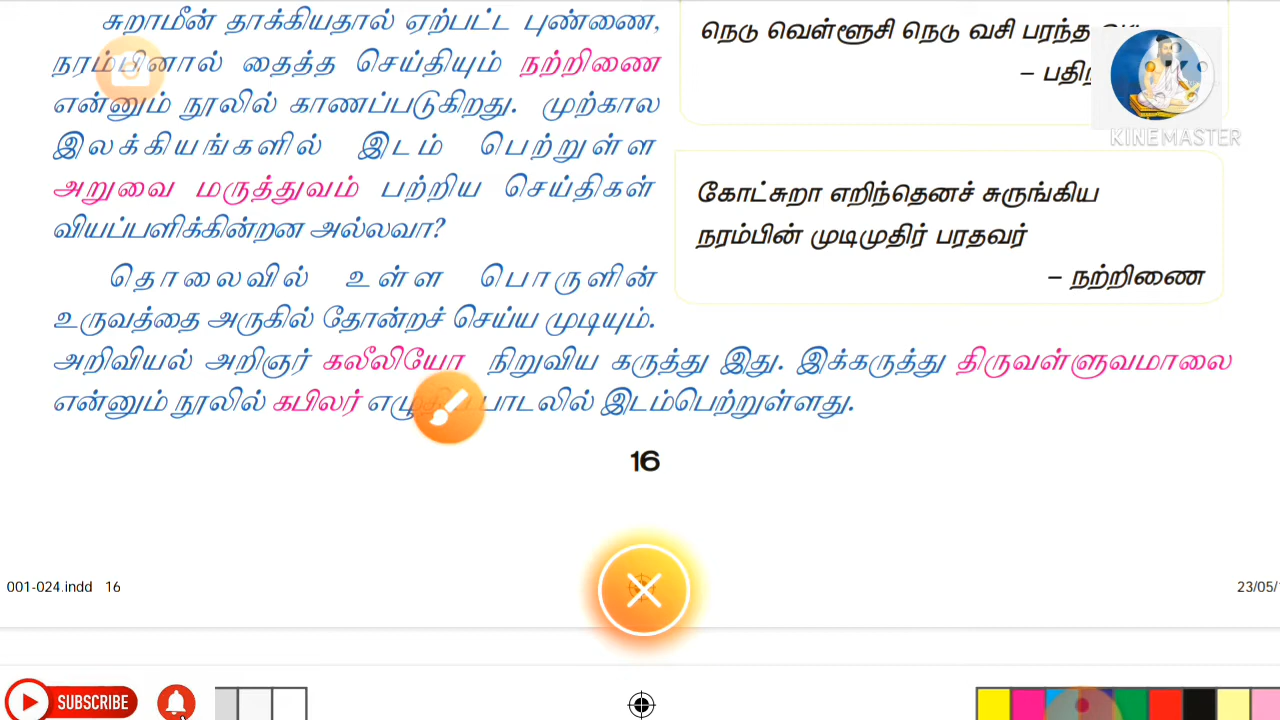 சுறாமீன் தாக்கியதால் ஏற்பட்ட புண்ணை,
நரம்பினால் தைத்த செய்தியும் நற்றிணை
என்னும் நூலில் காணப்படுகிறது. முற்கால
இலக்கியங்களில் இடம் பெற்றுள்ள
அறுவை மருத்துவம் பற்றிய செய்திகள்
வியப்பளிக்கின்றன அல்லவா?
தொலைவில் உள்ள பொருளின்
உருவத்தை அருகில் தோன்றச் செய்ய முடியும்.
அறிவியல் அறிஞர் கலீலியோ நிறுவிய கருத்து இது. இக்கருத்து திருவள்ளுவமாலை
என்னும் நூலில் கபிலர் பாடலில் இடம்பெற்றுள்ளது.
நெடு வெள்ளூசி நெடு வசி பரந்த
KINEMASTER
கோட்சுறா எறிந்தெனச் சுருங்கிய
நரம்பின் முடிமுதிர் பரதவர்
– நற்றிணை
16
001-024.indd 16
23/05/
SUBSCRIBE